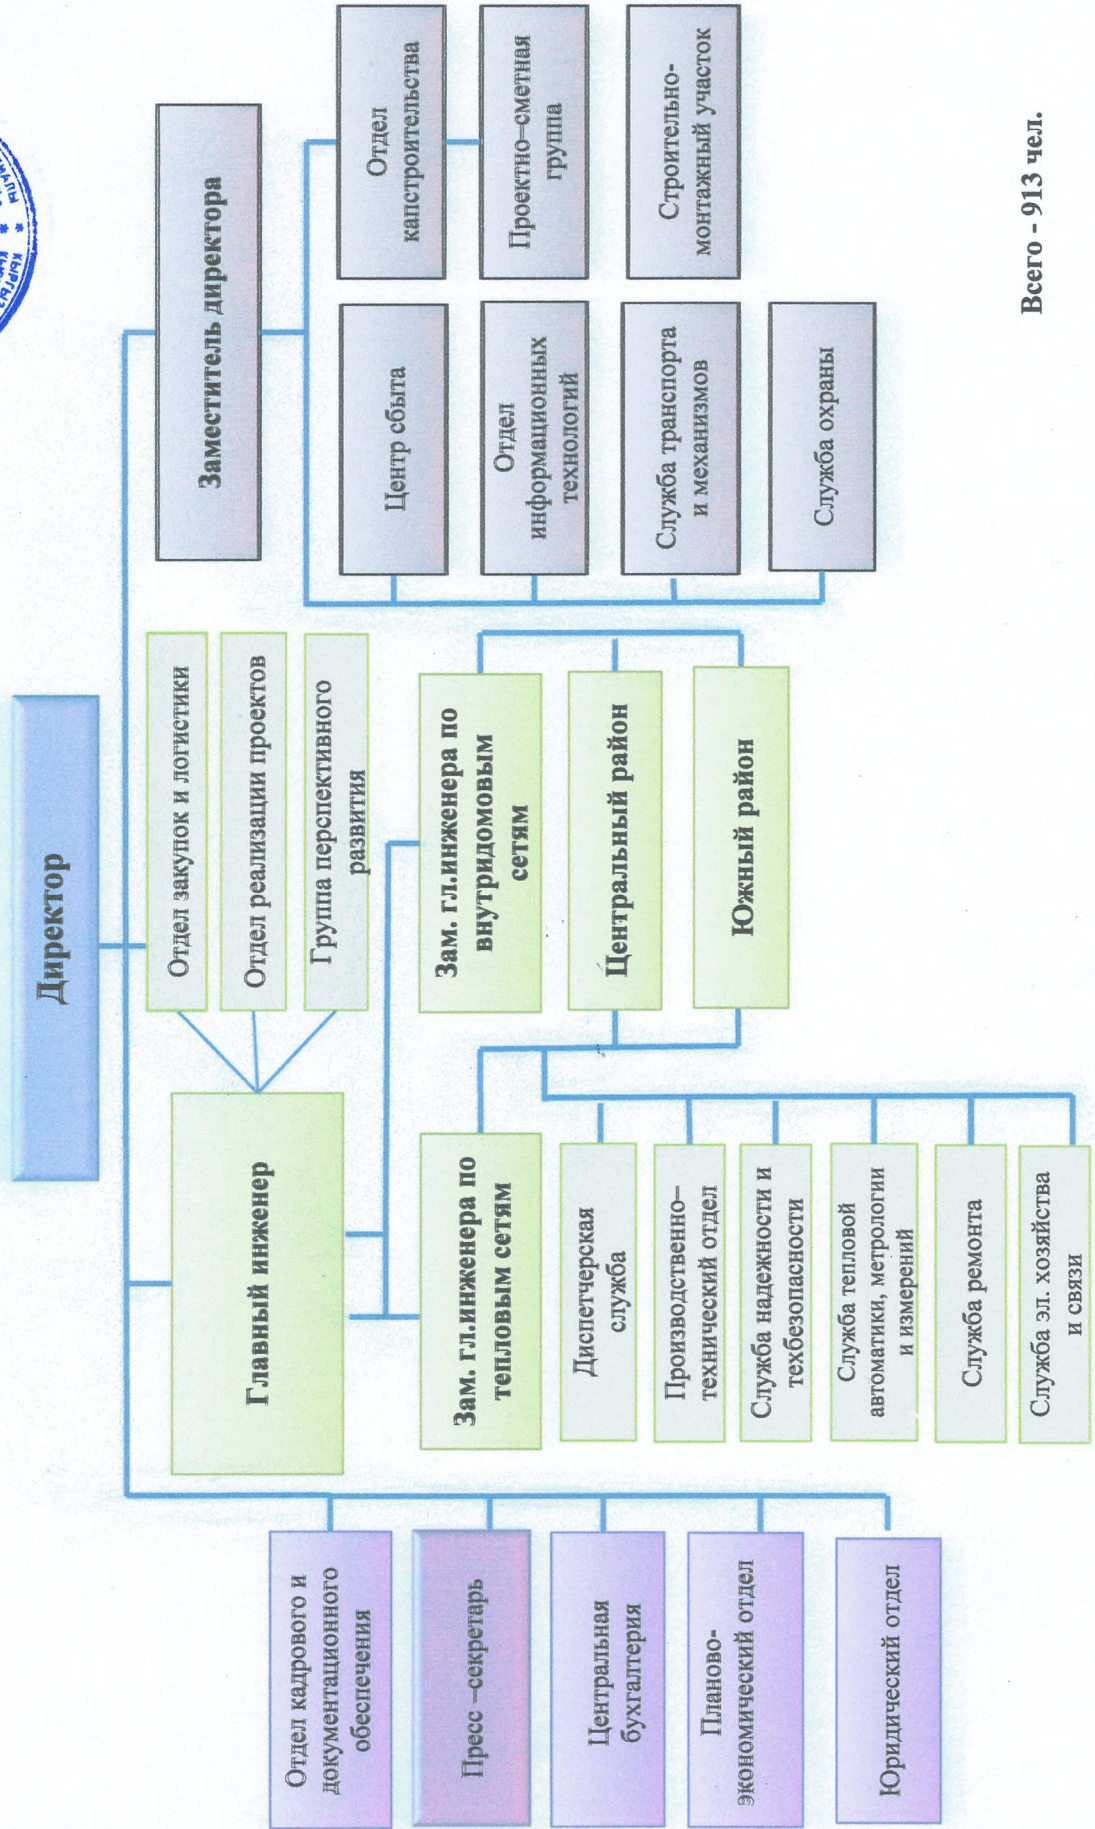 Директор
Отдел кадрового и
документационного
обеспечения
Пресс –секретарь
Центральная
бухгалтерия
Планово-
экономический отдел
Юридический отдел
Главный инженер
Отдел закупок и логистики
Отдел реализации проектов
Группа перспективного
развития
Зам. гл.инженера по
тепловым сетям
Диспетчерская
служба
Производственно–
технический отдел
Служба надежности и
техбезопасности
Служба тепловой
автоматики, метрологии
и измерений
Служба ремонта
Служба эл. хозяйства
и связи
Зам. гл.инженера по
внутридомовым
сетям
Центральный район
Южный район
Заместитель директора
Центр сбыта
Отдел
информационных
технологий
Служба транспорта
и механизмов
Служба охраны
Отдел
капстроительства
Проектно–сметная
группа
Строительно-
монтажный участок
Всего - 913 чел.